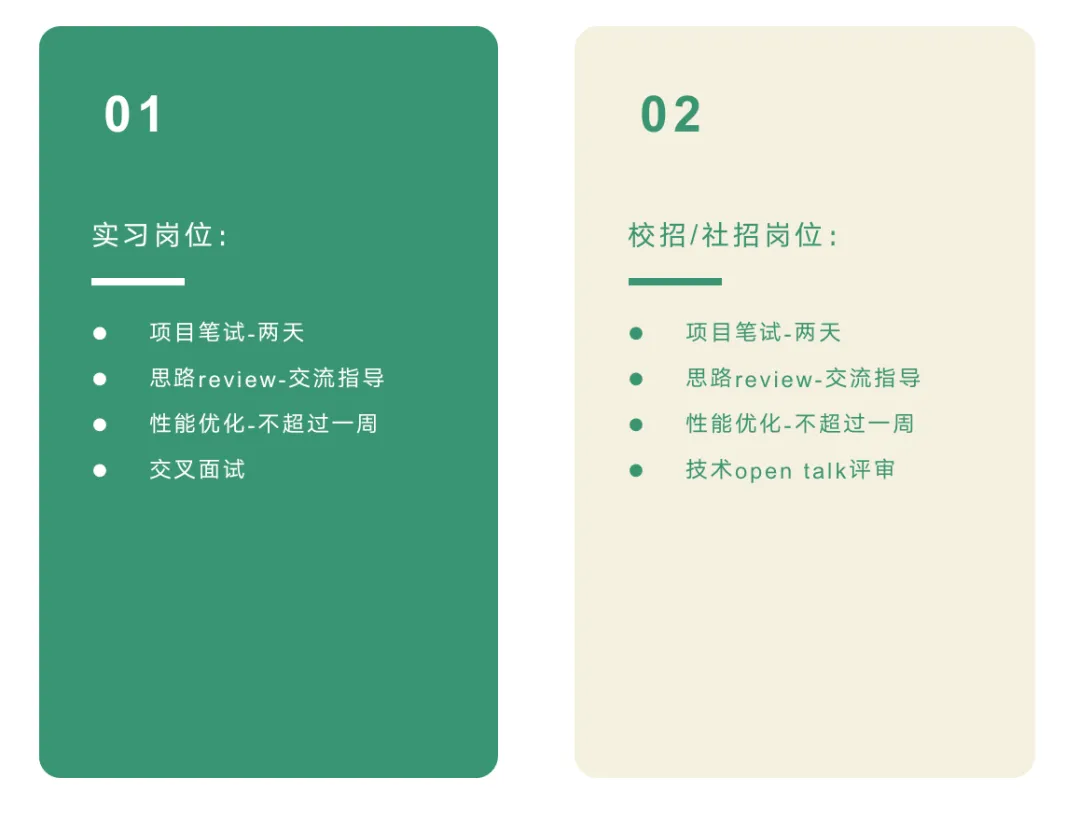 01
实习岗位:
项目笔试-两天
思路review-交流指导
性能优化-不超过一周
交叉面试
02
校招/社招岗位:
项目笔试-两天
思路review-交流指导
性能优化-不超过一周
技术open talk评审